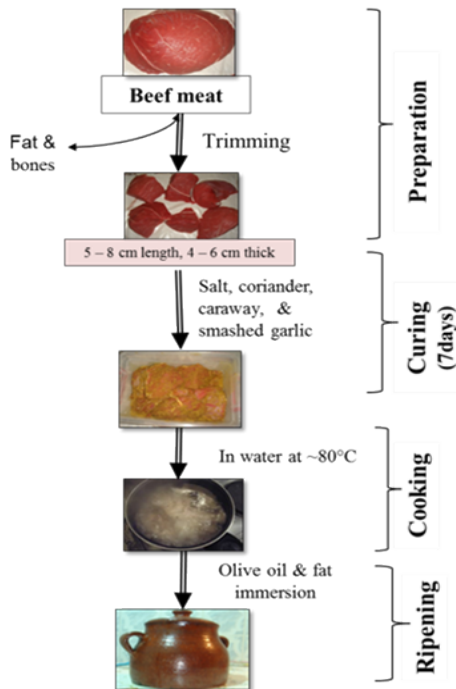 Beef meat
Fat &
bones
Trimming
Preparation
5 – 8 cm length, 4 – 6 cm thick
Salt, coriander,
caraway, &
smashed garlic
Curing
(7days)
In water at ~80°C
Cooking
Olive oil & fat
immersion
Ripening